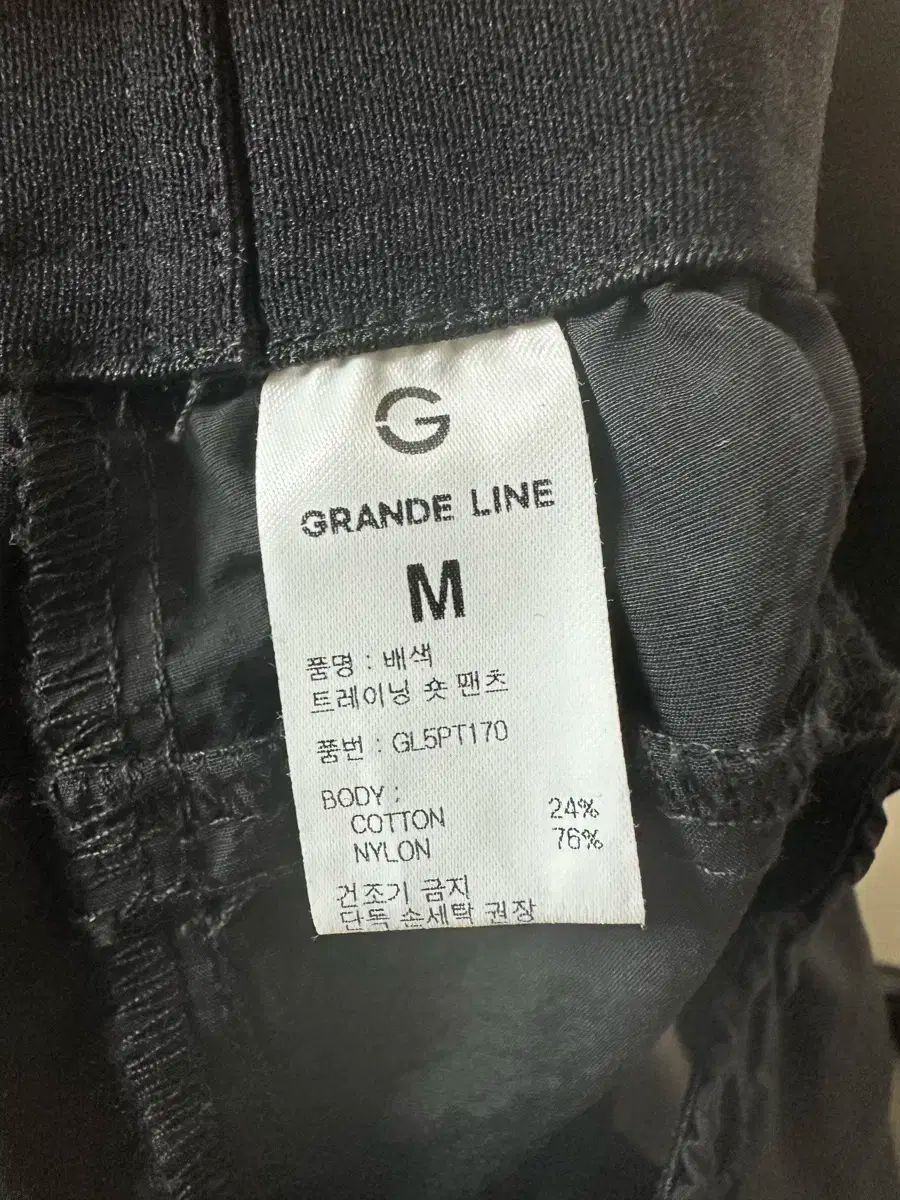 G
GRANDE LINE
M
품명 : 배색
트레이닝 숏 팬츠
품번 : GL5PT170
BODY :
COTTON 24%
NYLON 76%
건조기 금지
단독 손세탁 권장